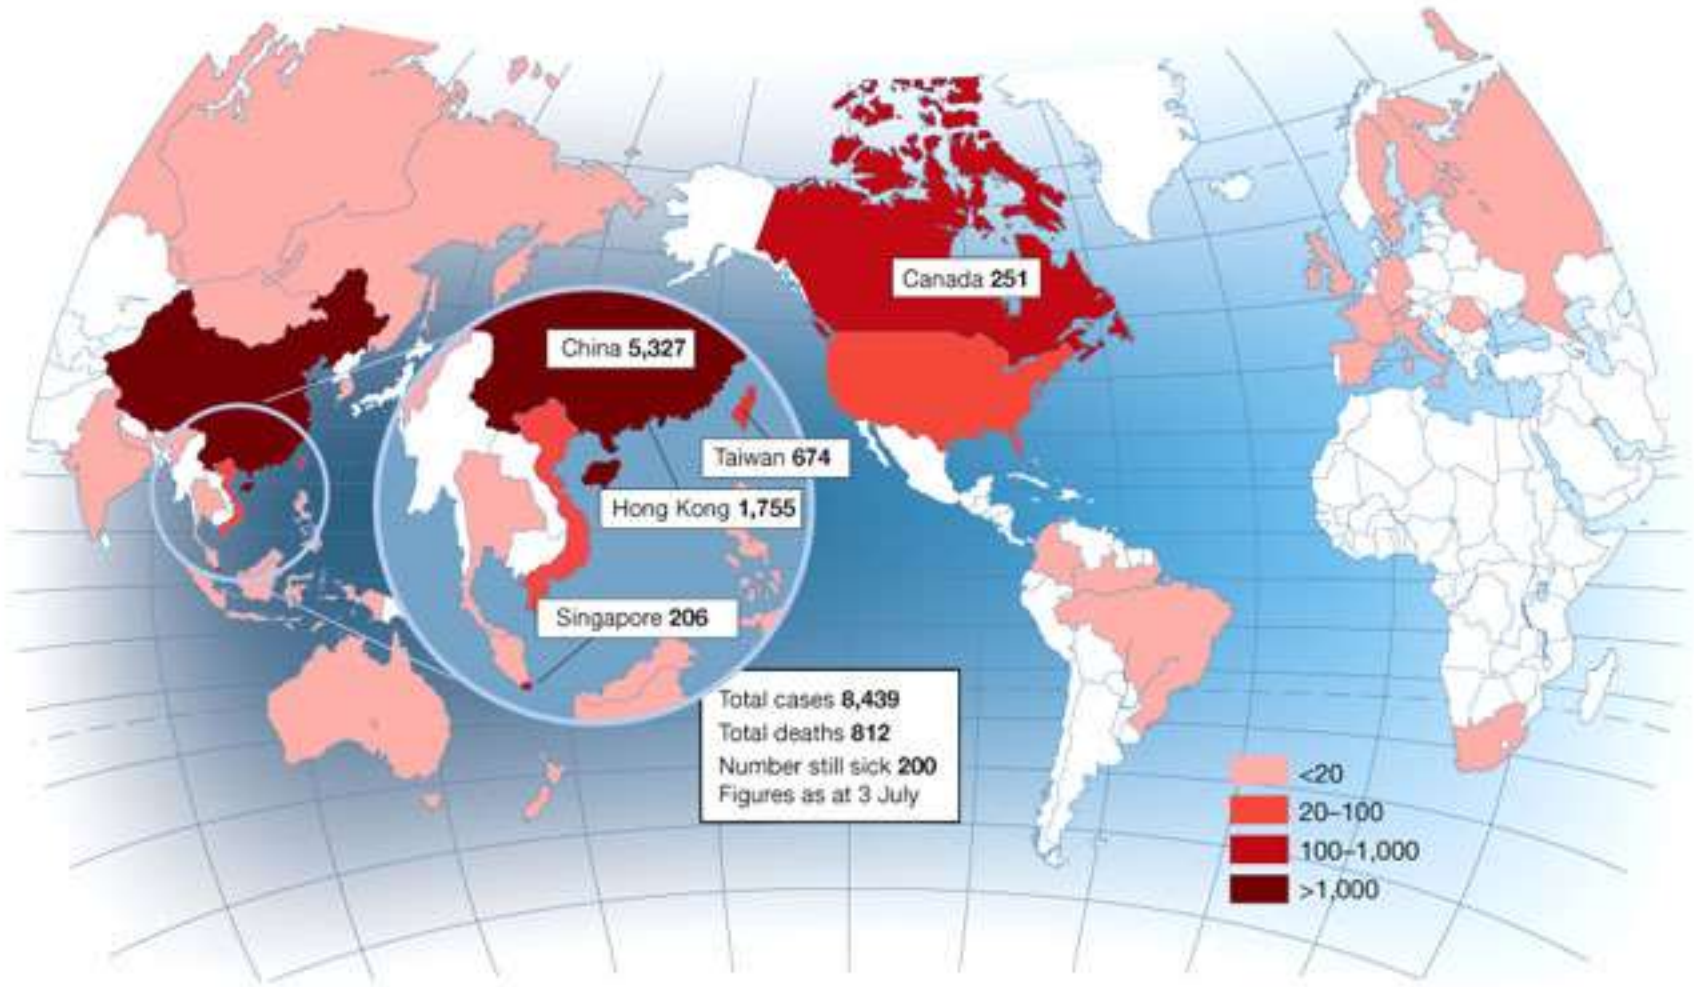 Canada 251
China 5,327
Taiwan 674
Hong Kong 1,755
Singapore 206
Total cases 8,439
Total deaths 812
Number still sick 200
Figures as at 3 July
<20
20–100
100–1,000
>1,000